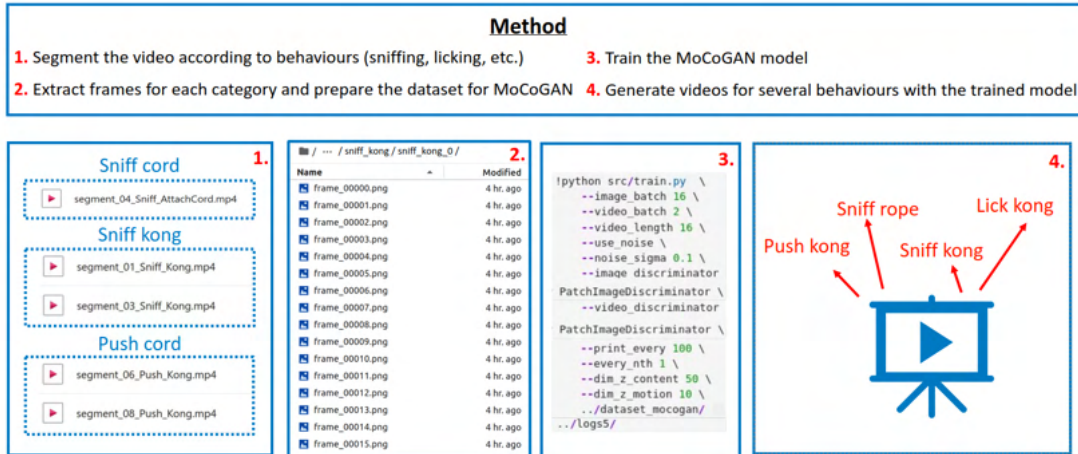 Method
1. Segment the video according to behaviours (sniffing, licking, etc.)
2. Extract frames for each category and prepare the dataset for MoCoGAN
3. Train the MoCoGAN model
4. Generate videos for several behaviours with the trained model
1.
Sniff cord
segment_04_Sniff_AttachCord.mp4
Sniff kong
segment_01_Sniff_Kong.mp4
segment_03_Sniff_Kong.mp4
Push cord
segment_06_Push_Kong.mp4
segment_08_Push_Kong.mp4
2.
/ ··· / sniff_kong / sniff_kong_0 /
Name Modified
frame_00000.png 4 hr. ago
frame_00001.png 4 hr. ago
frame_00002.png 4 hr. ago
frame_00003.png 4 hr. ago
frame_00004.png 4 hr. ago
frame_00005.png 4 hr. ago
frame_00006.png 4 hr. ago
frame_00007.png 4 hr. ago
frame_00008.png 4 hr. ago
frame_00009.png 4 hr. ago
frame_00010.png 4 hr. ago
frame_00011.png 4 hr. ago
frame_00012.png 4 hr. ago
frame_00013.png 4 hr. ago
frame_00014.png 4 hr. ago
frame_00015.png 4 hr. ago
3.
!python src/train.py \
--image_batch 16 \
--video_batch 2 \
--video_length 16 \
--use_noise \
--noise_sigma 0.1 \
--image_discriminator
PatchImageDiscriminator \
--video_discriminator
PatchImageDiscriminator \
--print_every 100 \
--every_nth 1 \
--dim_z_content 50 \
--dim_z_motion 10 \
../dataset_mocogan/
../logs5/
4.
Sniff rope
Lick kong
Push kong
Sniff kong